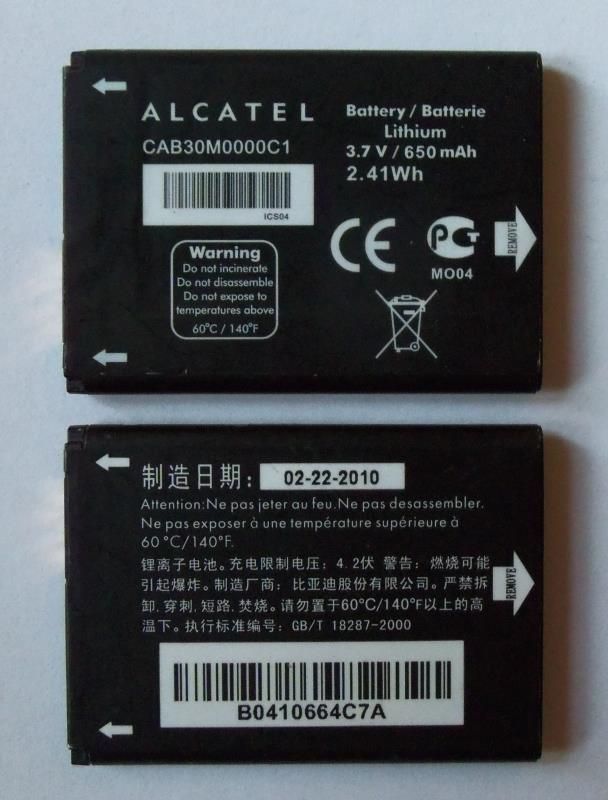 ALCATEL
CAB30M0000C1
ICS04
Battery / Batterie
Lithium
3.7 V / 650 mAh
2.41Wh
Warning
Do not incinerate
Do not disassemble
Do not expose to
temperatures above
60°C / 140°F
CE
PCT
MO04
REMOVE
制造日期: 02-22-2010
Attention:Ne pas jeter au feu.Ne pas desassembler.
Ne pas exposer à une température supérieure à
60 °C/140°F.
锂离子电池。充电限制电压: 4.2伏 警告: 燃烧可能
引起爆炸。制造厂商: 比亚迪股份有限公司。严禁拆
卸.穿刺.短路.焚烧。请勿置于60°C/140°F以上的高
温下。执行标准编号: GB/T 18287-2000
REMOVE
B0410664C7A